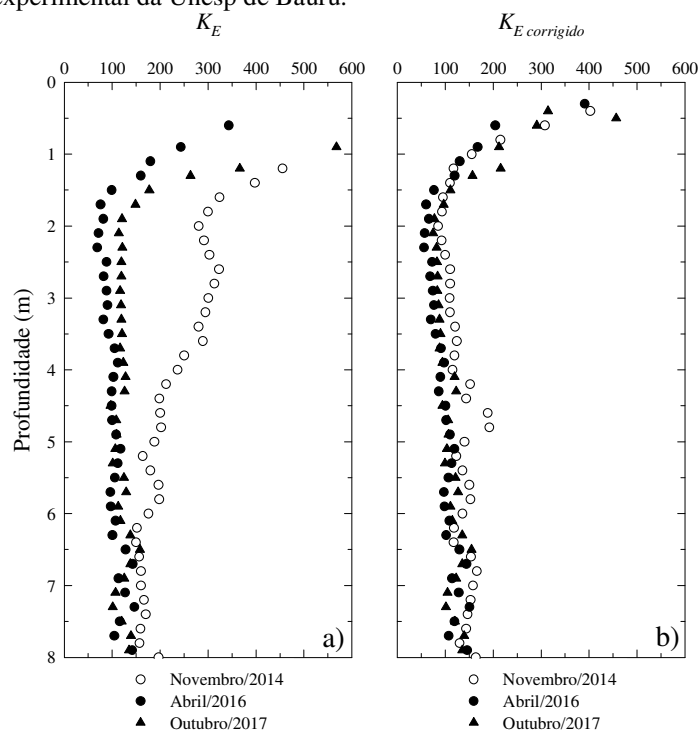 experimental da Unesp de Bauru.
K_E
K_E corrigido
0 100 200 300 400 500 600
0 100 200 300 400 500 600
0
1
2
3
4
5
6
7
8
Profundidade (m)
a)
b)
Novembro/2014
Abril/2016
Outubro/2017
Novembro/2014
Abril/2016
Outubro/2017